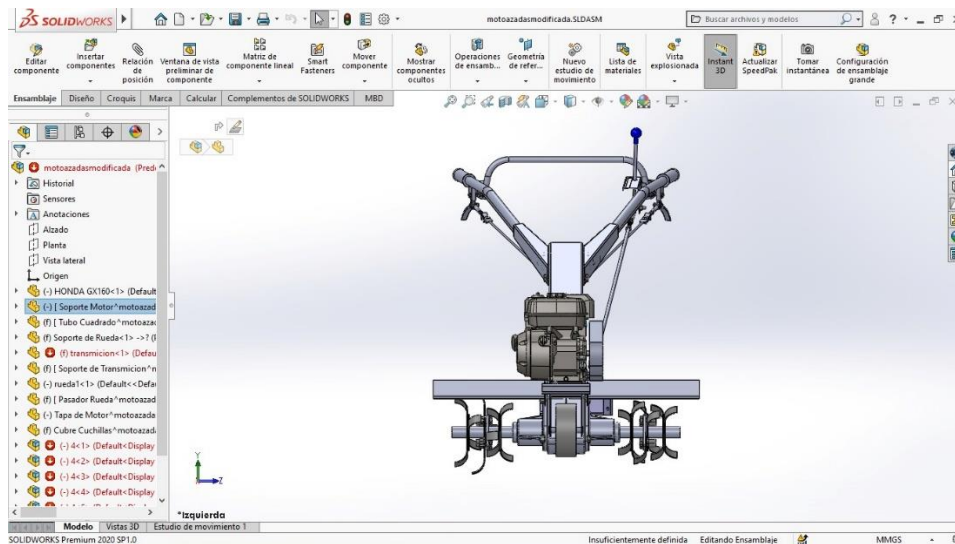 SOLIDWORKS
motoazadasmodificada.SLDASM
Buscar archivos y modelos
?
Editar componente
Insertar componentes
Relación de posición
Ventana de vista preliminar de componente
Matriz de componente lineal
Smart Fasteners
Mover componente
Mostrar componentes ocultos
Operaciones de ensamb...
Geometría de refer...
Nuevo estudio de movimiento
Lista de materiales
Vista explosionada
Instant 3D
Actualizar SpeedPak
Tomar instantánea
Configuración de ensamblaje grande
Ensamblaje Diseño Croquis Marca Calcular Complementos de SOLIDWORKS MBD
motoazadasmodificada (Pred
Historial
Sensores
Anotaciones
Alzado
Planta
Vista lateral
Origen
(-) HONDA GX160<1> (Default
(-) [ Soporte Motor^motoazad
(f) [ Tubo Cuadrado^motoazad
(f) Soporte de Rueda<1> ->? (
(f) transmicion<1> (Defau
(f) [ Soporte de Transmicion^
(-) rueda1<1> (Default<<Defa
(f) [ Pasador Rueda^motoazad
(-) Tapa de Motor^motoazada
(f) Cubre Cuchillas^motoazad
(-) 4<1> (Default<Display
(-) 4<2> (Default<Display
(-) 4<3> (Default<Display
(-) 4<4> (Default<Display
Y
Z
*Izquierda
Modelo Vistas 3D Estudio de movimiento 1
SOLIDWORKS Premium 2020 SP1.0 Insuficientemente definida Editando Ensamblaje MMGS